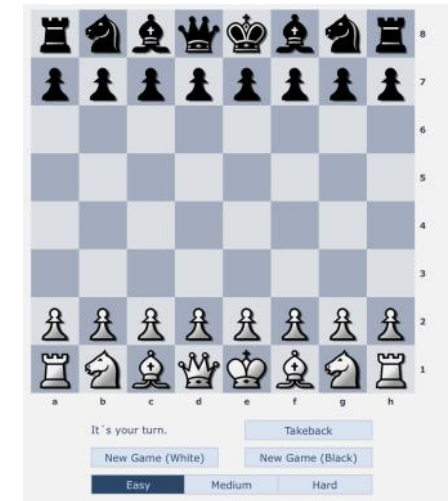 8
7
6
5
4
3
2
1
a b c d e f g h
It´s your turn.
Takeback
New Game (White)
New Game (Black)
Easy
Medium
Hard